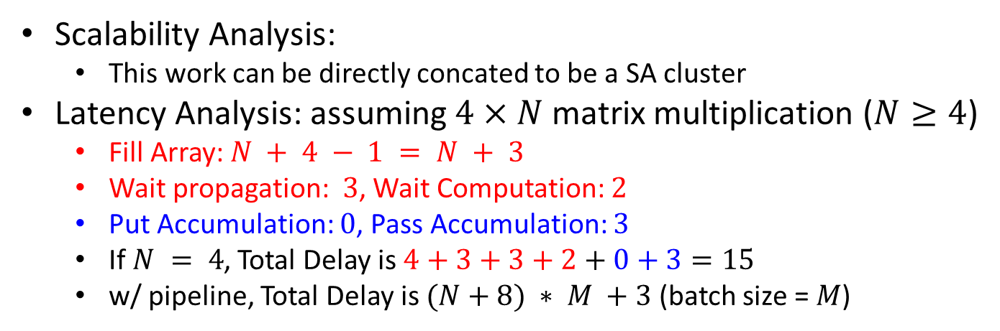 • Scalability Analysis:
• This work can be directly concated to be a SA cluster
• Latency Analysis: assuming 4 × N matrix multiplication (N ≥ 4)
• Fill Array: N + 4 − 1 = N + 3
• Wait propagation: 3, Wait Computation: 2
• Put Accumulation: 0, Pass Accumulation: 3
• If N = 4, Total Delay is 4 + 3 + 3 + 2 + 0 + 3 = 15
• w/ pipeline, Total Delay is (N + 8) ∗ M + 3 (batch size = M)